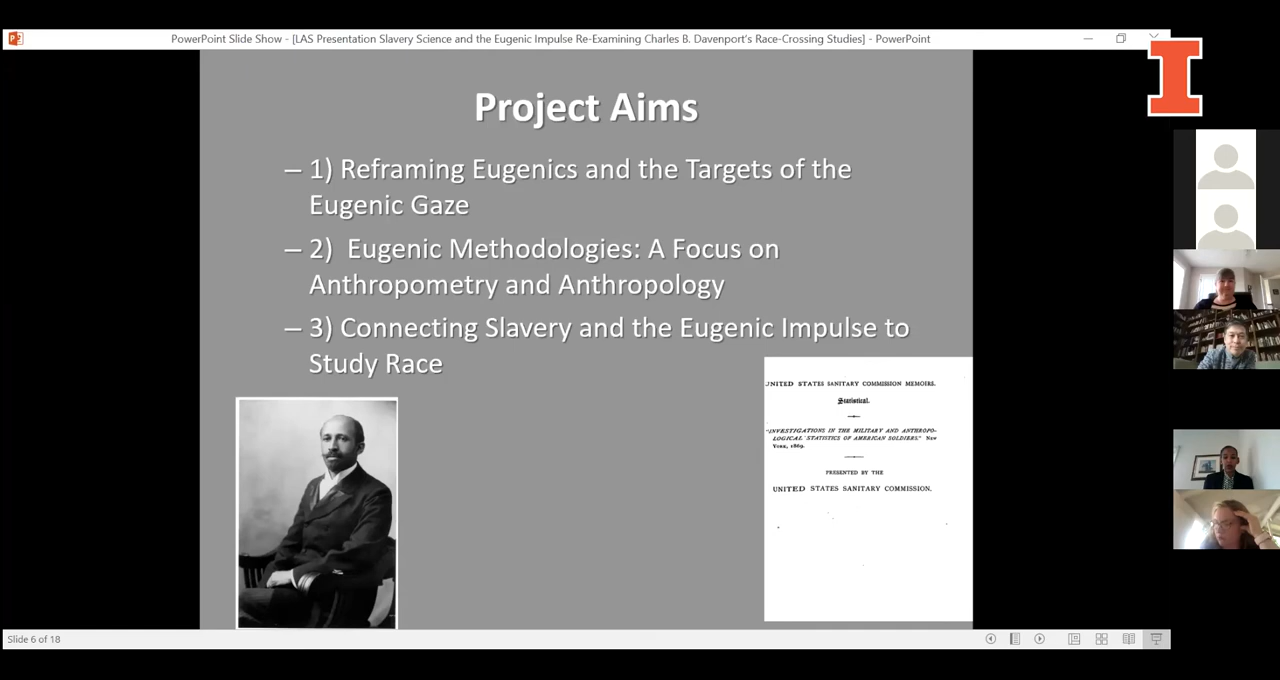 PowerPoint Slide Show - [LAS Presentation Slavery Science and the Eugenic Impulse Re-Examining Charles B. Davenport's Race-Crossing Studies] - PowerPoint
I
Project Aims
– 1) Reframing Eugenics and the Targets of the
Eugenic Gaze
– 2) Eugenic Methodologies: A Focus on
Anthropometry and Anthropology
– 3) Connecting Slavery and the Eugenic Impulse to
Study Race
UNITED STATES SANITARY COMMISSION MEMOIRS.
Statistical.
"INVESTIGATIONS IN THE MILITARY AND ANTHROPO-
LOGICAL STATISTICS OF AMERICAN SOLDIERS." New
York, 1869.
PRESENTED BY THE
UNITED STATES SANITARY COMMISSION.
Slide 6 of 18